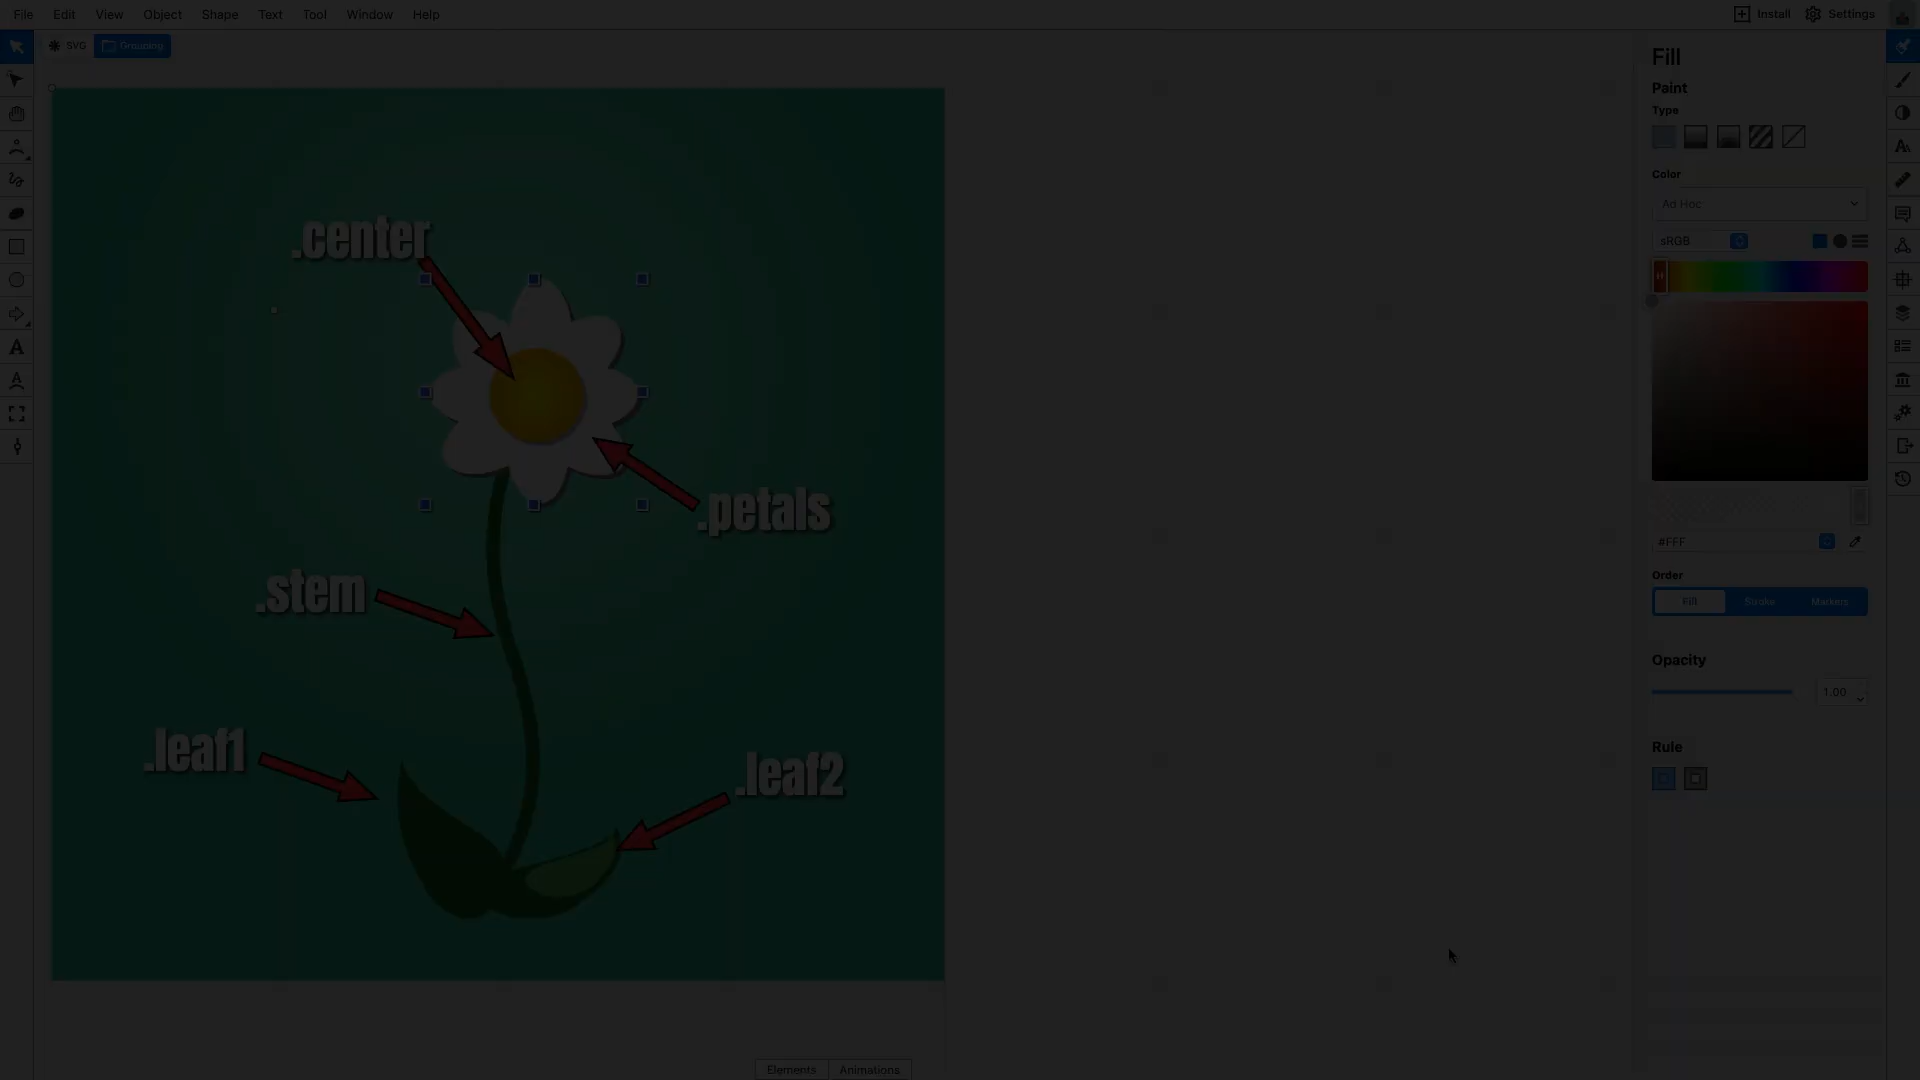 File Edit View Object Shape Text Tool Window Help
Install Settings
SVG Grouping
Fill
Paint
Type
Color
Ad Hoc
sRGB
#FFF
Order
Fill Stroke Markers
Opacity
1.00
Rule
.center
.petals
.stem
.leaf1
.leaf2
Elements Animations